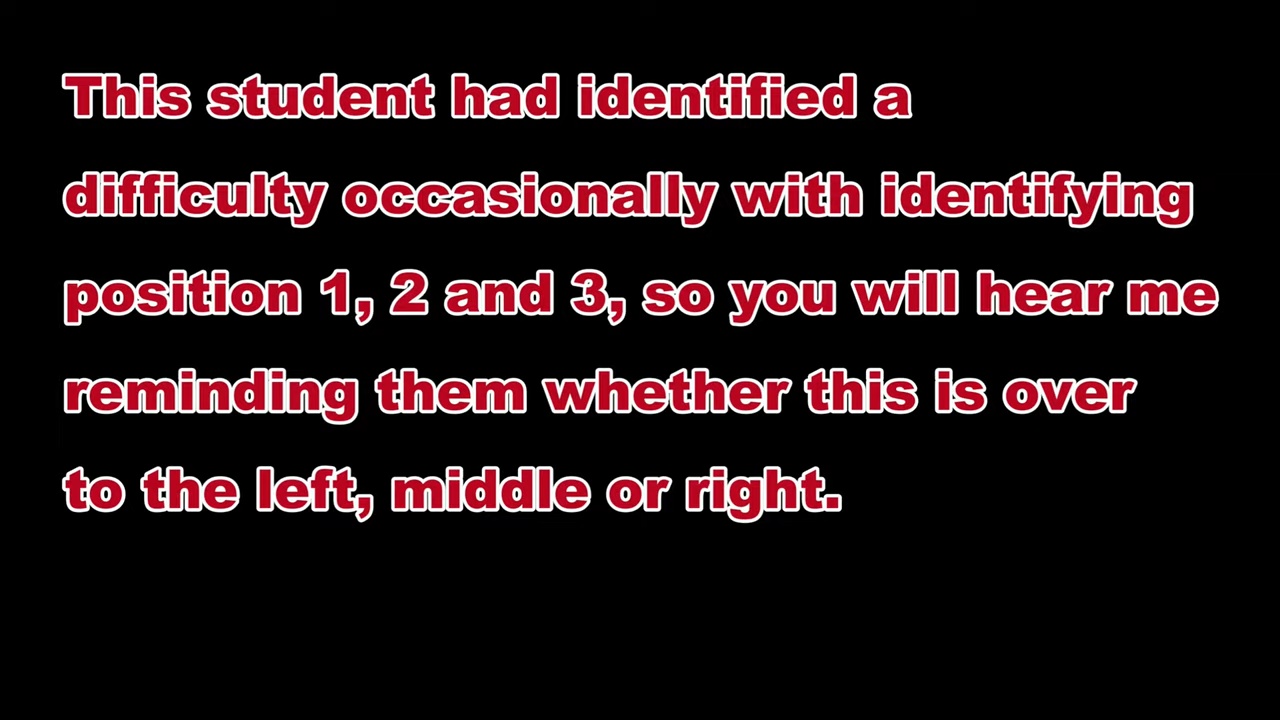 This student had identified a
difficulty occasionally with identifying
position 1, 2 and 3, so you will hear me
reminding them whether this is over
to the left, middle or right.